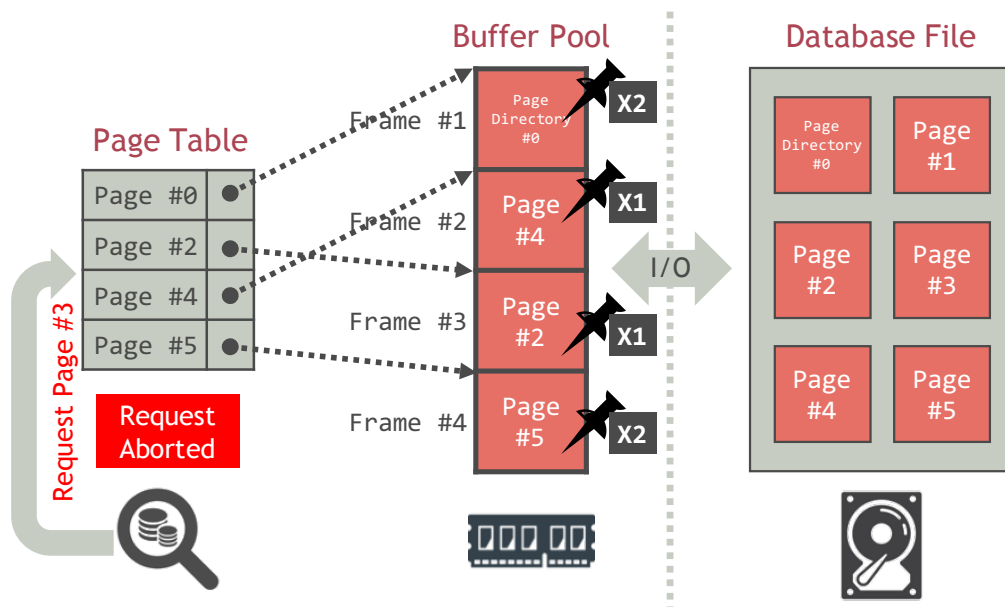 Buffer Pool
Database File
Page Table
Page #0
Page #2
Page #4
Page #5
Request Page #3
Request
Aborted
Frame #1
Frame #2
Frame #3
Frame #4
Page
Directory
#0
X2
Page
#4
X1
Page
#2
X1
Page
#5
X2
I/O
Page
Directory
#0
Page
#1
Page
#2
Page
#3
Page
#4
Page
#5